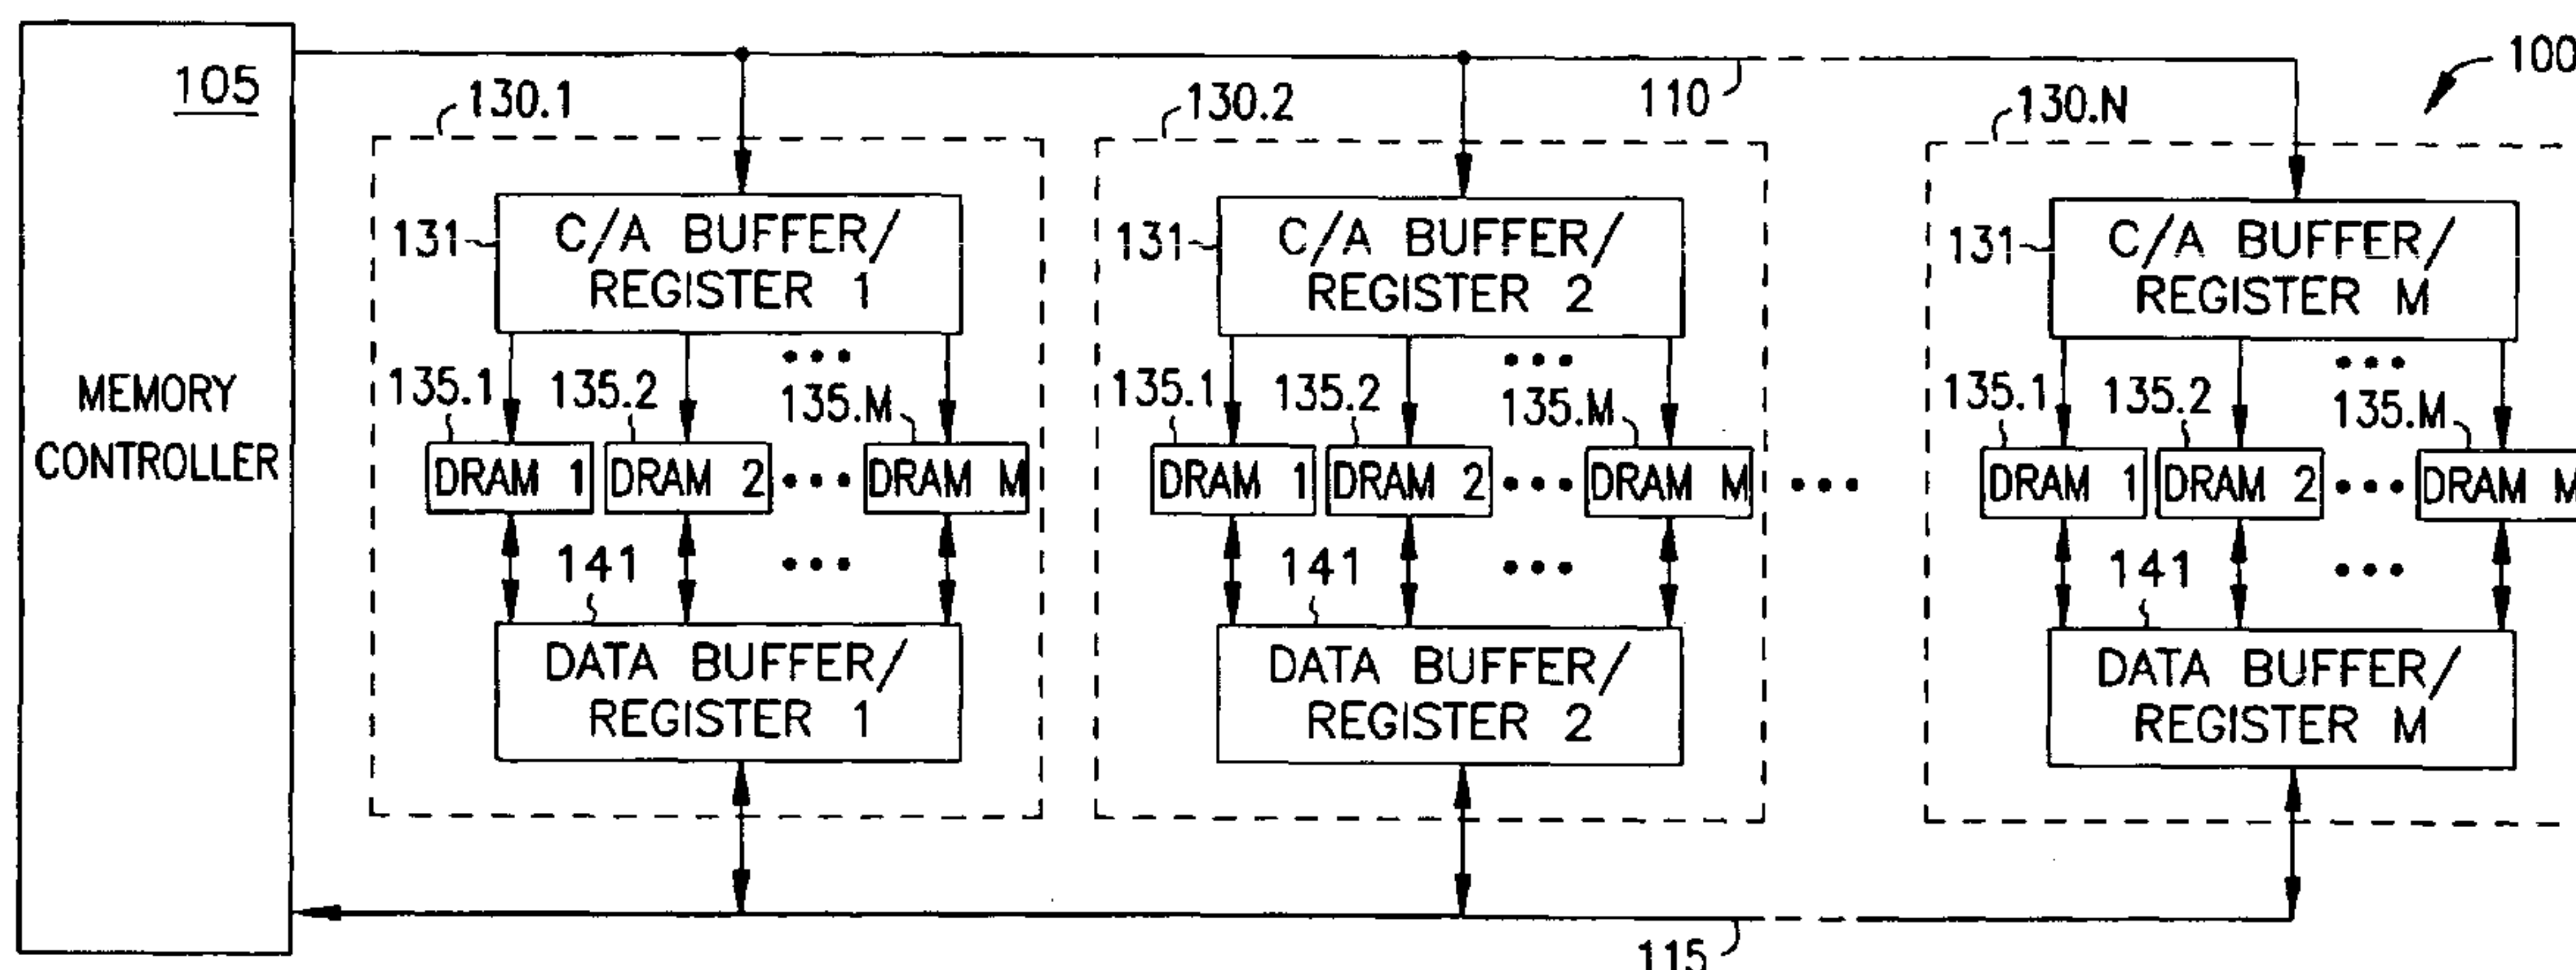 105
MEMORY
CONTROLLER
110
100
130.1
131
C/A BUFFER/
REGISTER 1
135.1
135.2
135.M
DRAM 1
DRAM 2
DRAM M
141
DATA BUFFER/
REGISTER 1
130.2
131
C/A BUFFER/
REGISTER 2
135.1
135.2
135.M
DRAM 1
DRAM 2
DRAM M
141
DATA BUFFER/
REGISTER 2
130.N
131
C/A BUFFER/
REGISTER M
135.1
135.2
135.M
DRAM 1
DRAM 2
DRAM M
141
DATA BUFFER/
REGISTER M
115